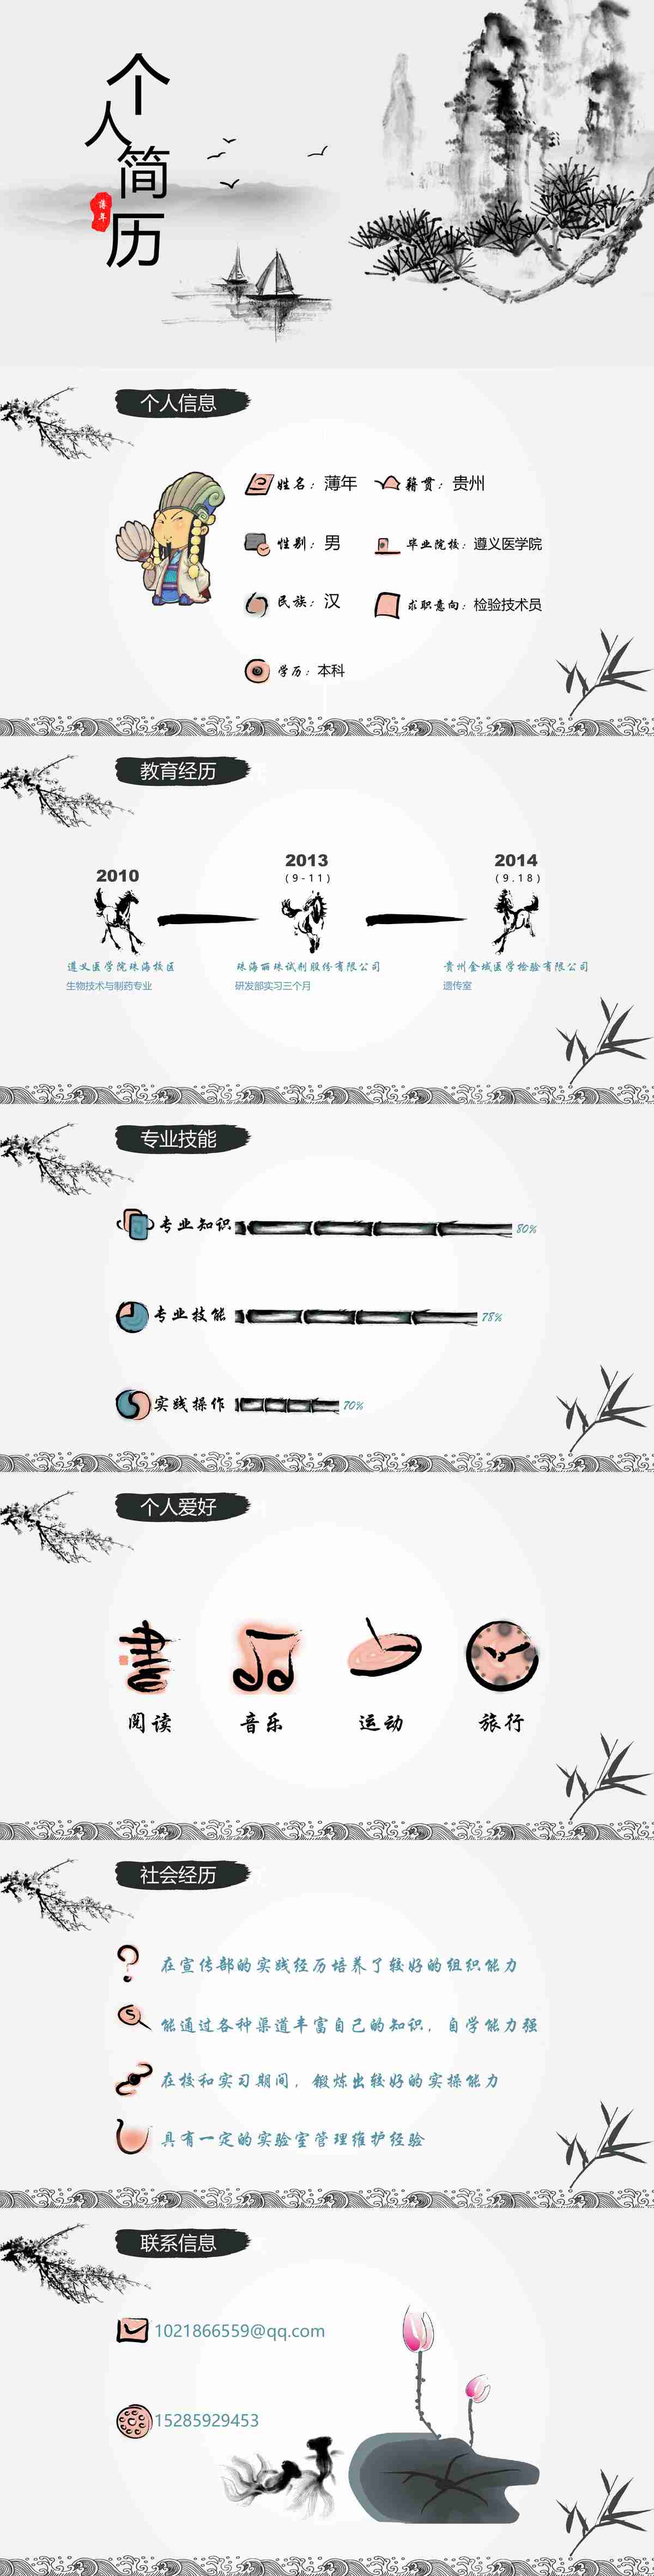 个
人
简
历
薄年
个人信息
姓名：薄年
籍贯：贵州
性别：男
毕业院校：遵义医学院
民族：汉
求职意向：检验技术员
学历：本科
教育经历
2010
2013
(9-11)
2014
(9.18)
遵义医学院珠海校区
珠海丽珠试剂股份有限公司
贵州金域医学检验有限公司
生物技术与制药专业
研发部实习三个月
遗传室
专业技能
专业知识 80%
专业技能 78%
实践操作 70%
个人爱好
書
阅读
音乐
运动
旅行
社会经历
在宣传部的实践经历培养了较好的组织能力
能通过各种渠道丰富自己的知识，自学能力强
在校和实习期间，锻炼出较好的实操能力
具有一定的实验室管理维护经验
联系信息
1021866559@qq.com
15285929453